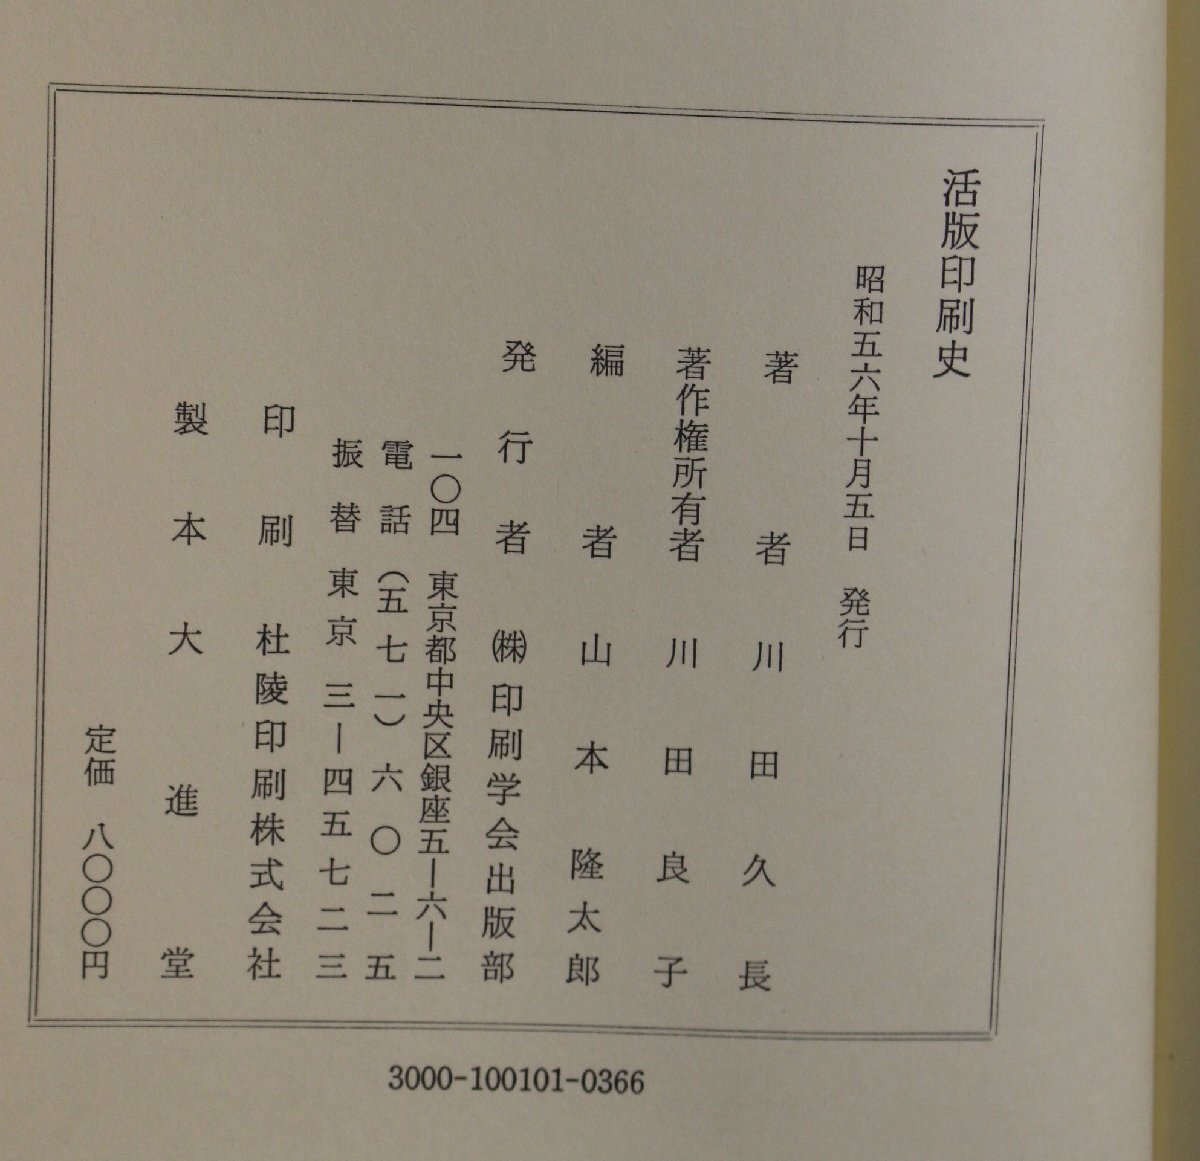 活版印刷史
昭和五六年十月五日 発行
著者 川田久長
著作権所有者 川田良子
編者 山本隆太郎
発行者 ㈱印刷学会出版部
一〇四 東京都中央区銀座五―六―二
電話(五七一)六〇二五
振替東京三―四五七二三
印刷 杜陵印刷株式会社
製本 大進堂
定価 八〇〇〇円
3000-100101-0366